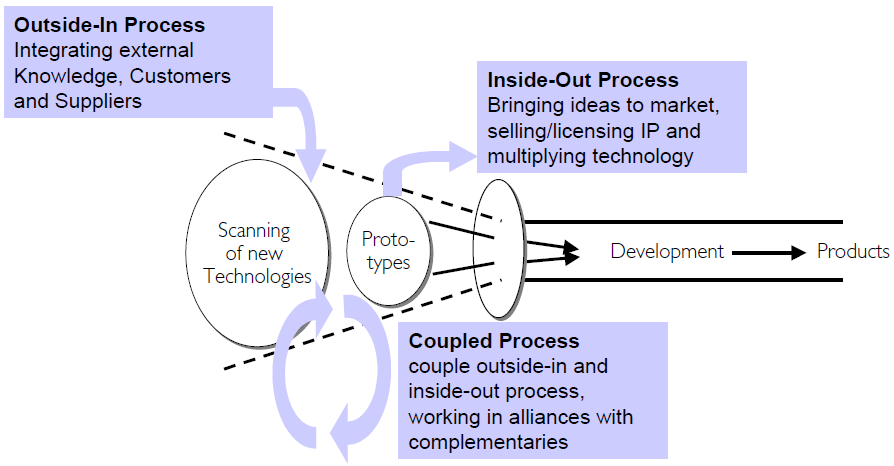 Outside-In Process
Integrating external
Knowledge, Customers
and Suppliers
Inside-Out Process
Bringing ideas to market,
selling/licensing IP and
multiplying technology
Scanning
of new
Technologies
Proto-
types
Development
Products
Coupled Process
couple outside-in and
inside-out process,
working in alliances with
complementaries